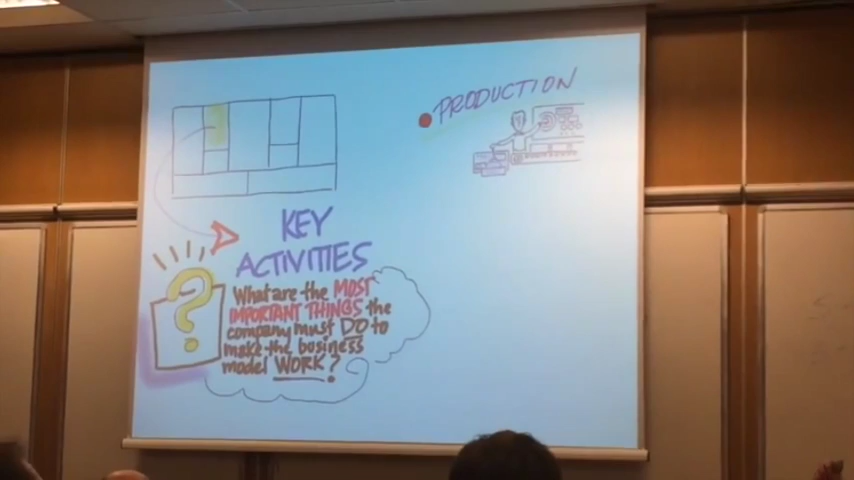 PRODUCTION
KEY
ACTIVITIES
?
What are the MOST
IMPORTANT THINGS the
company must DO to
make the business
model WORK?